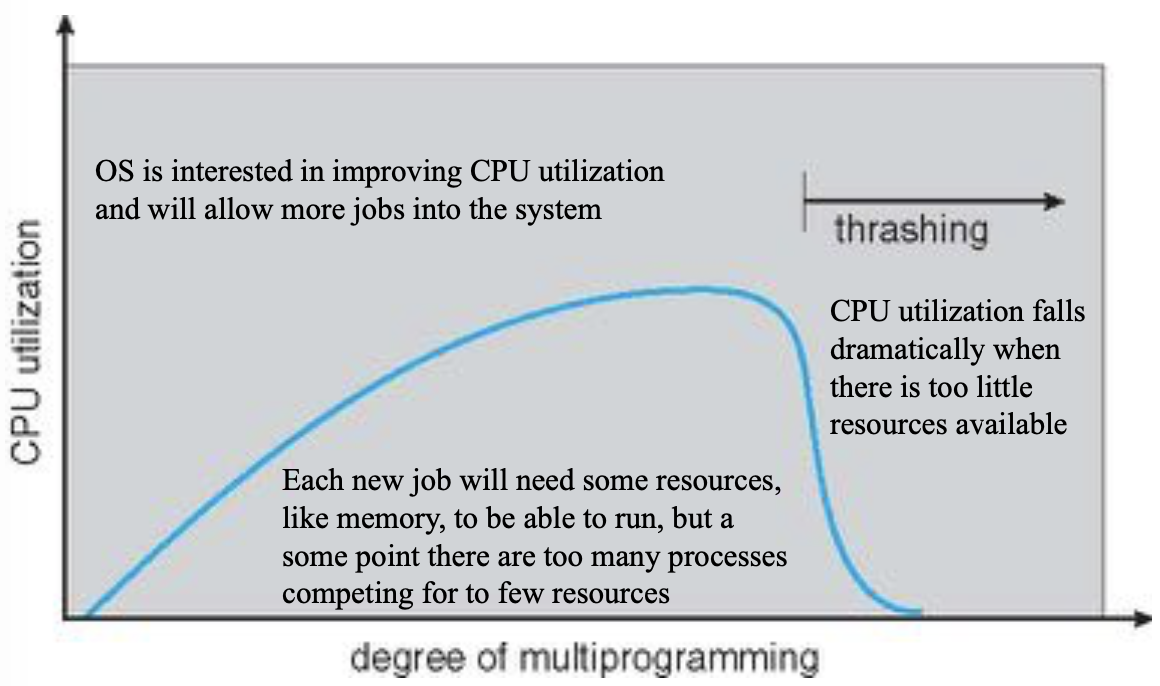 OS is interested in improving CPU utilization
and will allow more jobs into the system
thrashing
CPU utilization falls
dramatically when
there is too little
resources available
Each new job will need some resources,
like memory, to be able to run, but a
some point there are too many processes
competing for to few resources
CPU utilization
degree of multiprogramming